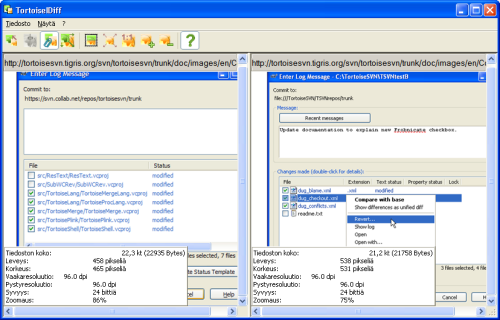 TortoiseIDiff
Tiedosto Näytä ?
http://tortoisesvn.tigris.org/svn/tortoisesvn/trunk/doc/images/en/C
Enter Log Message
Commit to:
https://svn.collab.net/repos/tortoisesvn/trunk
File Status
src/ResText/ResText.vcproj modified
src/SubWCRev/SubWCRev.vcproj modified
src/TortoiseMerge/TortoiseMergeLang.vcproj modified
src/TortoiseProc/TortoiseProcLang.vcproj modified
src/TortoiseMerge/TortoiseMerge.vcproj modified
src/TortoisePlink/TortoisePlink.vcproj modified
src/TortoiseShell/TortoiseShell.vcproj modified
files selected, 7 files
Status Template
Help
Tiedoston koko: 22,3 kt (22935 Bytes)
Leveys: 458 pikseliä
Korkeus: 465 pikseliä
Vaakaresoluutio: 96.0 dpi
Pystyresoluutio: 96.0 dpi
Syvyys: 24 bittiä
Zoomaus: 86%
http://tortoisesvn.tigris.org/svn/tortoisesvn/trunk/doc/images/en/C
Enter Log Message - C:\TortoiseSVN\TSVNtestB
Commit to:
file:///D:/TortoiseSVN/TSVNrepos/trunk
Message:
Recent messages
Update documentation to explain new Frobnicate checkbox.
Changes made (double-click for details):
File Extension Text status Property status Lock
dug_blame.xml .xml modified
dug_checkout.xml
dug_conflicts.xml
readme.txt
Compare with base
Show differences as unified diff
Revert...
Show log
Open
Open with...
3 files selected, 4 files
Cancel
Tiedoston koko: 21,2 kt (21758 Bytes)
Leveys: 538 pikseliä
Korkeus: 531 pikseliä
Vaakaresoluutio: 96.0 dpi
Pystyresoluutio: 96.0 dpi
Syvyys: 24 bittiä
Zoomaus: 75%